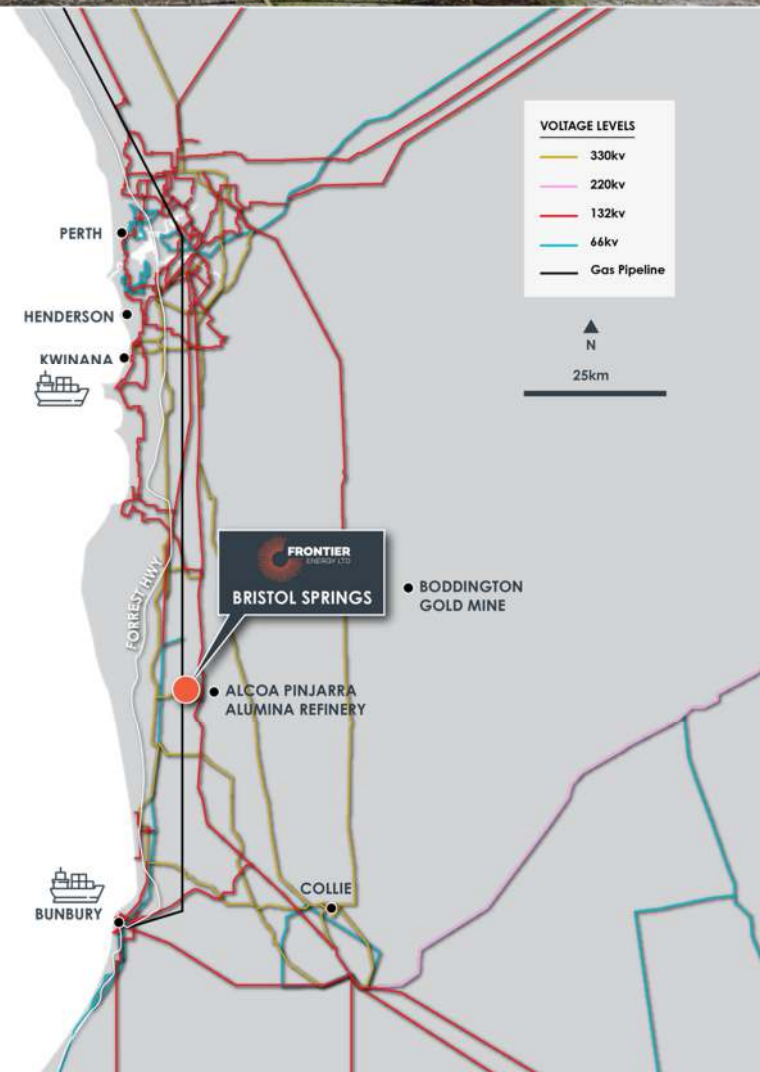 VOLTAGE LEVELS
330kv
220kv
132kv
66kv
Gas Pipeline
N
25km
PERTH
HENDERSON
KWINANA
FORREST HWY
FRONTIER
ENERGY LTD
BRISTOL SPRINGS
BODDINGTON
GOLD MINE
ALCOA PINJARRA
ALUMINA REFINERY
COLLIE
BUNBURY